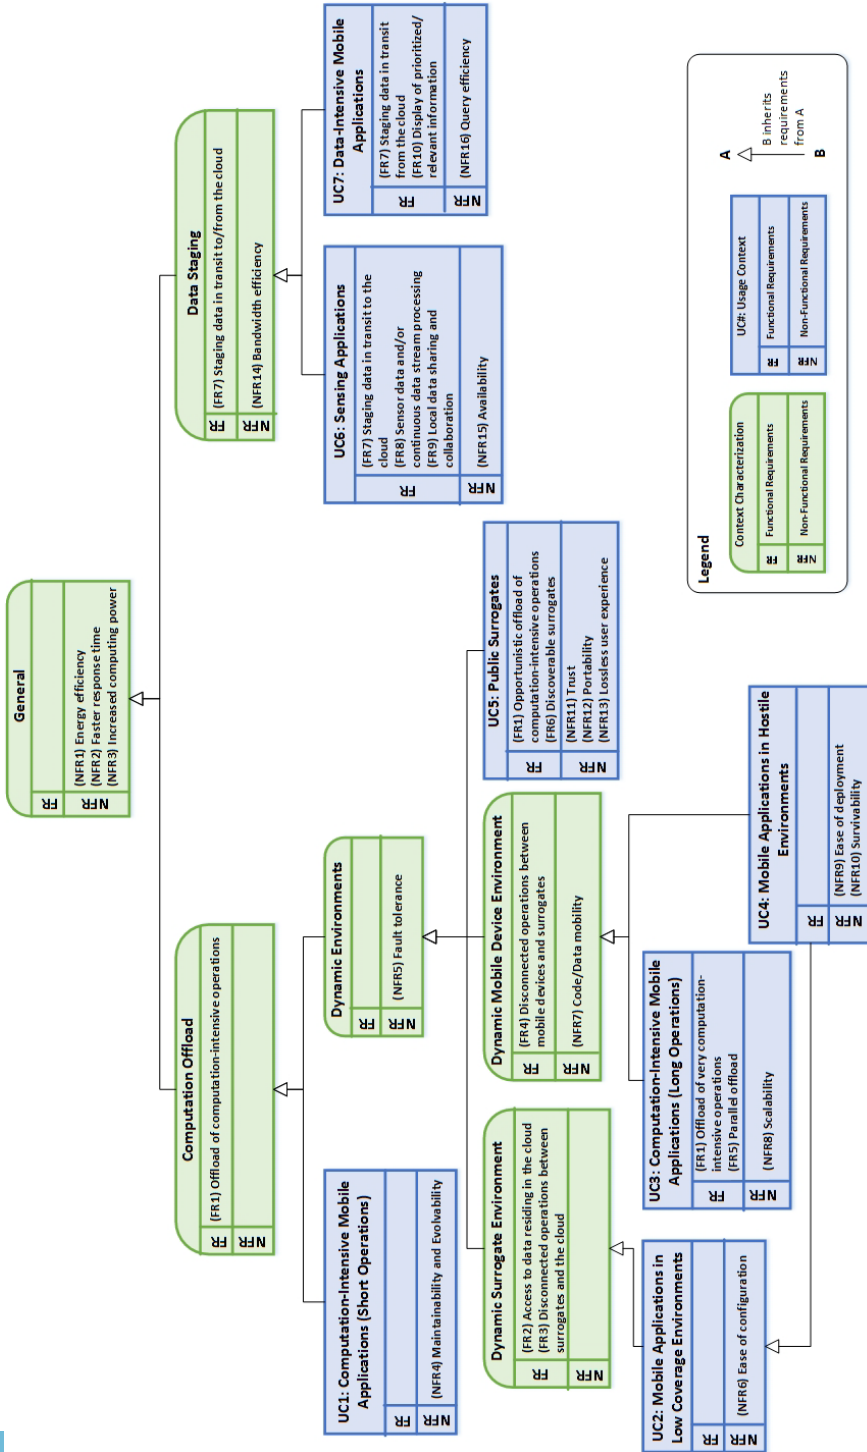 General
FR
NFR
(NFR1) Energy efficiency
(NFR2) Faster response time
(NFR3) Increased computing power
Computation Offload
FR
(FR1) Offload of computation-intensive operations
NFR
Data Staging
FR
(FR7) Staging data in transit to/from the cloud
NFR
(NFR14) Bandwidth efficiency
UC1: Computation-Intensive Mobile
Applications (Short Operations)
FR
NFR
(NFR4) Maintainability and Evolvability
Dynamic Environments
FR
NFR
(NFR5) Fault tolerance
UC6: Sensing Applications
FR
(FR7) Staging data in transit to the
cloud
(FR8) Sensor data and/or
continuous data stream processing
(FR9) Local data sharing and
collaboration
NFR
(NFR15) Availability
UC7: Data-Intensive Mobile
Applications
FR
(FR7) Staging data in transit
from the cloud
(FR10) Display of prioritized/
relevant information
NFR
(NFR16) Query efficiency
Dynamic Surrogate Environment
FR
(FR2) Access to data residing in the cloud
(FR3) Disconnected operations between
surrogates and the cloud
NFR
Dynamic Mobile Device Environment
FR
(FR4) Disconnected operations between
mobile devices and surrogates
NFR
(NFR7) Code/Data mobility
UC5: Public Surrogates
FR
(FR1) Opportunistic offload of
computation-intensive operations
(FR6) Discoverable surrogates
NFR
(NFR11) Trust
(NFR12) Portability
(NFR13) Lossless user experience
UC2: Mobile Applications in
Low Coverage Environments
FR
NFR
(NFR6) Ease of configuration
UC3: Computation-Intensive Mobile
Applications (Long Operations)
FR
(FR1) Offload of very computation-
intensive operations
(FR5) Parallel offload
NFR
(NFR8) Scalability
UC4: Mobile Applications in Hostile
Environments
FR
NFR
(NFR9) Ease of deployment
(NFR10) Survivability
Legend
Context Characterization
FR
Functional Requirements
NFR
Non-Functional Requirements
UC#: Usage Context
FR
Functional Requirements
NFR
Non-Functional Requirements
A
B inherits
requirements
from A
B